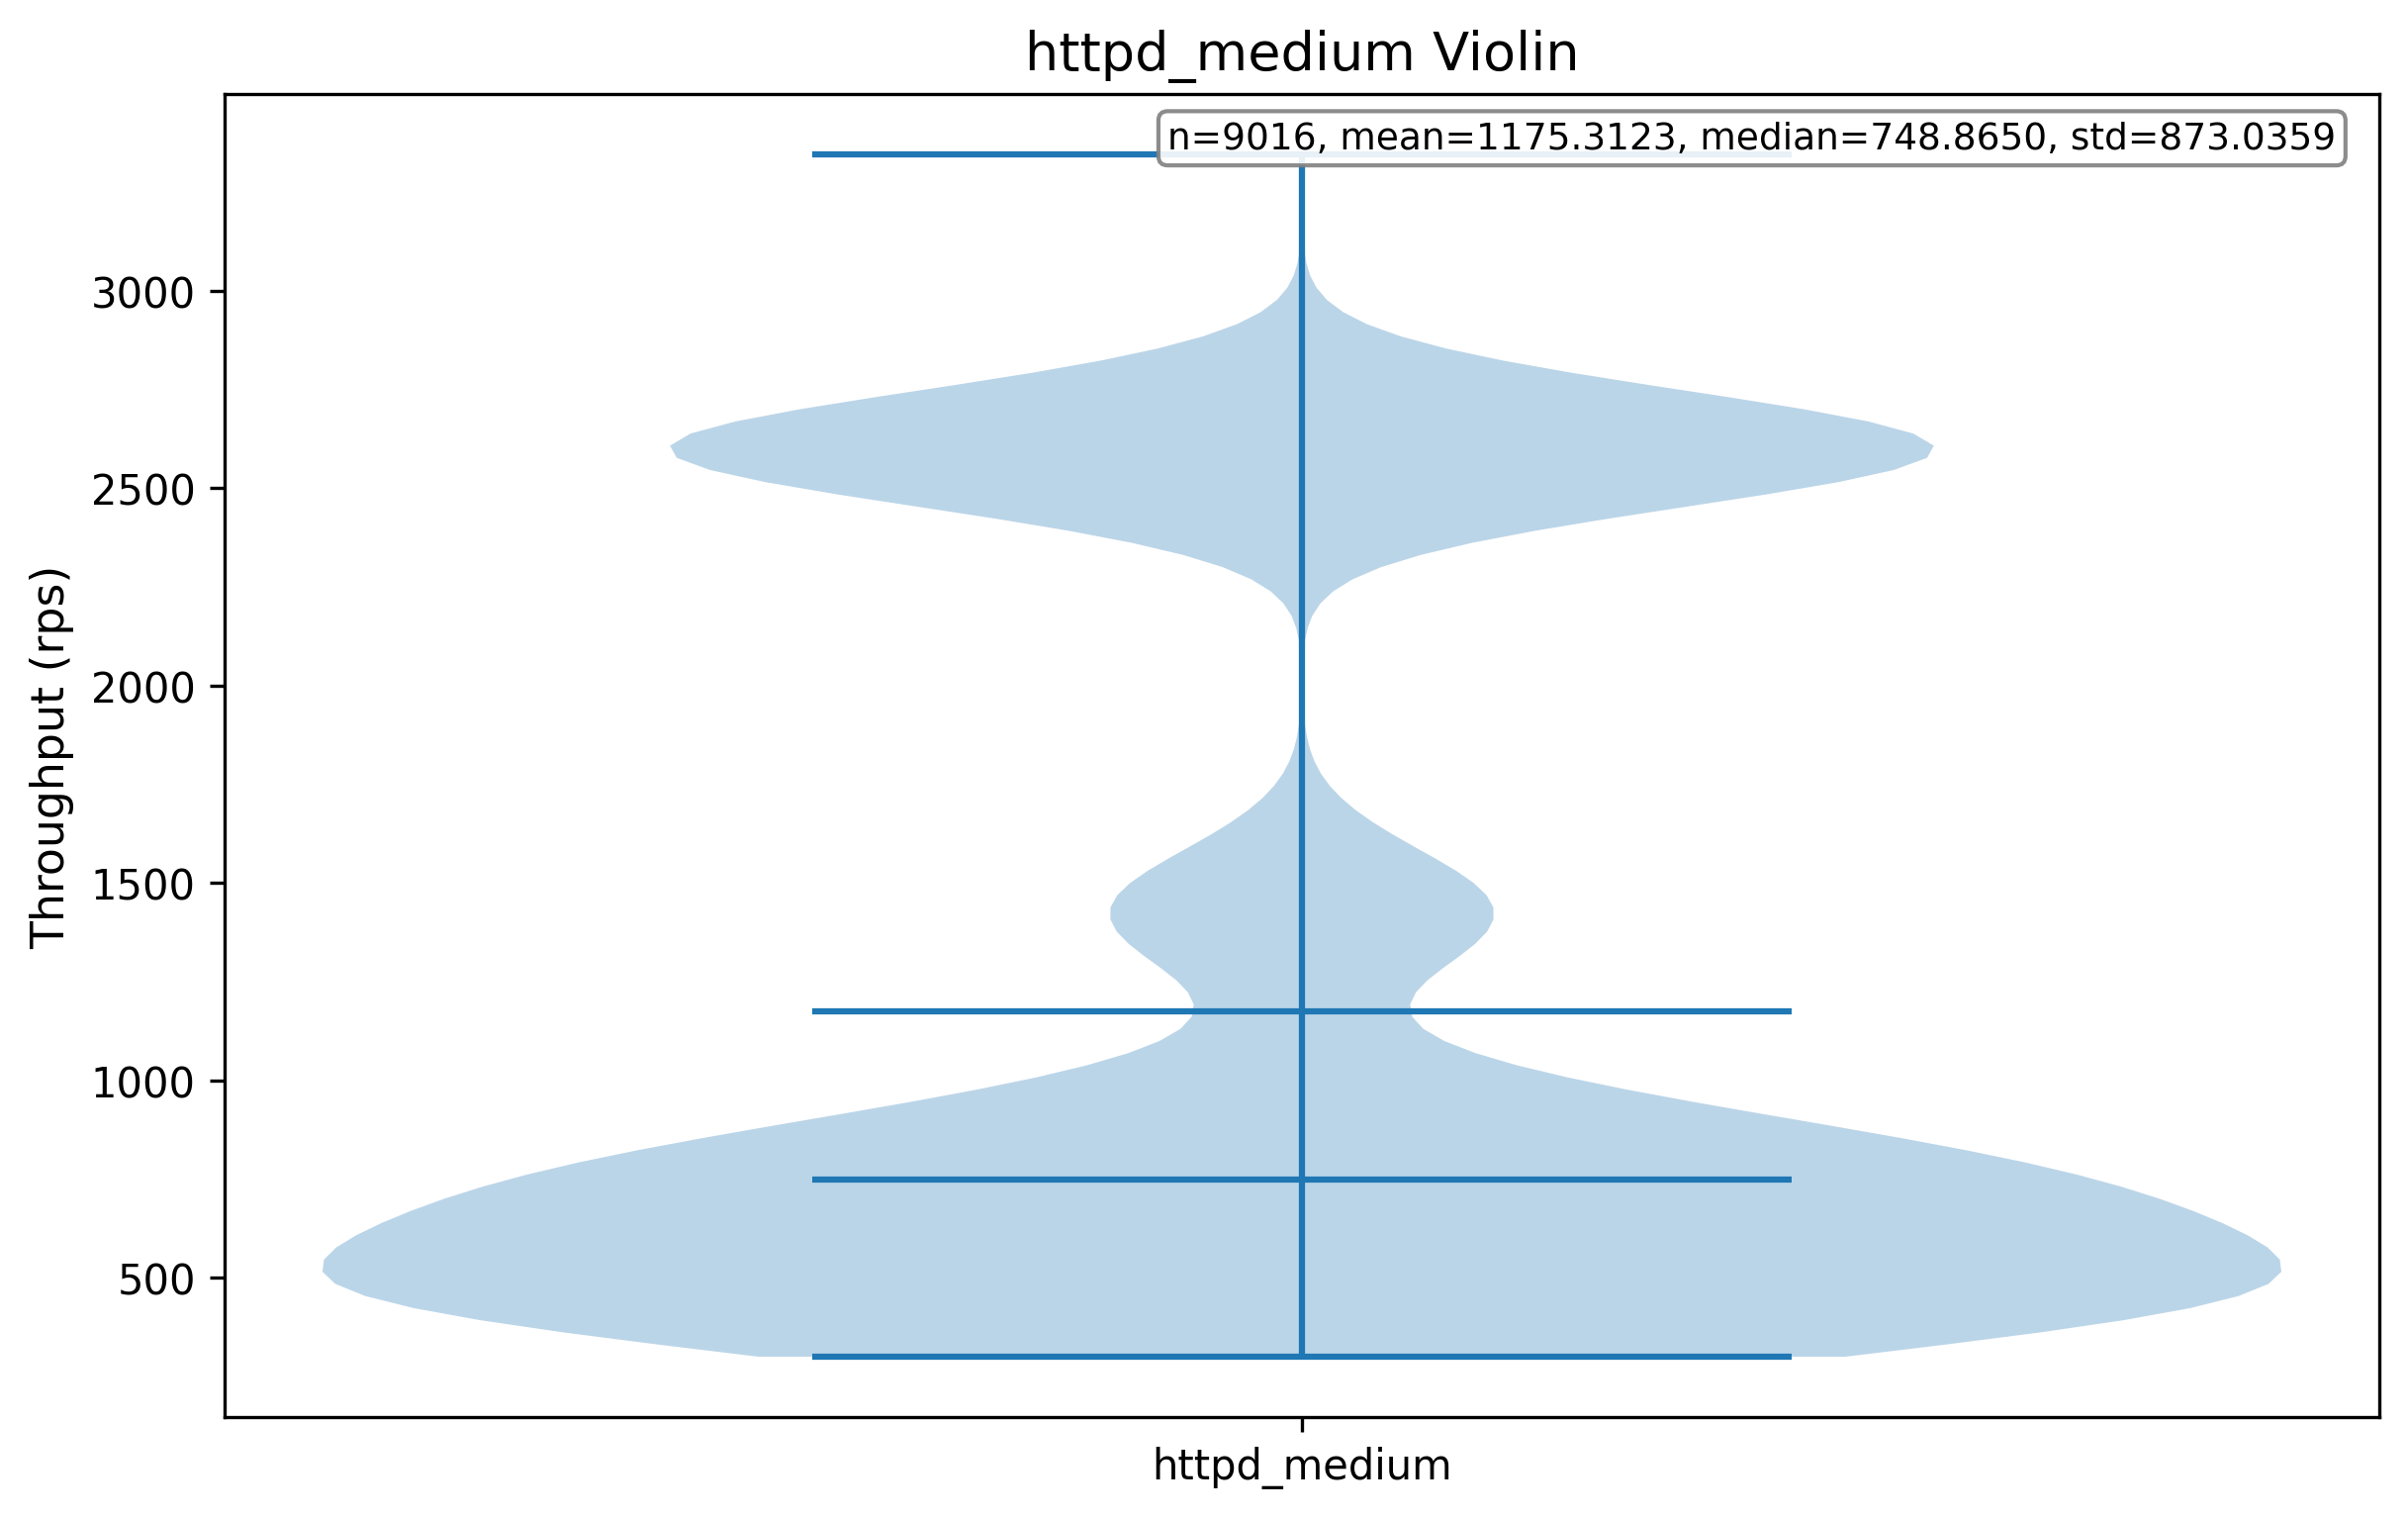 httpd_medium Violin
n=9016, mean=1175.3123, median=748.8650, std=873.0359
Throughput (rps)
3000
2500
2000
1500
1000
500
httpd_medium